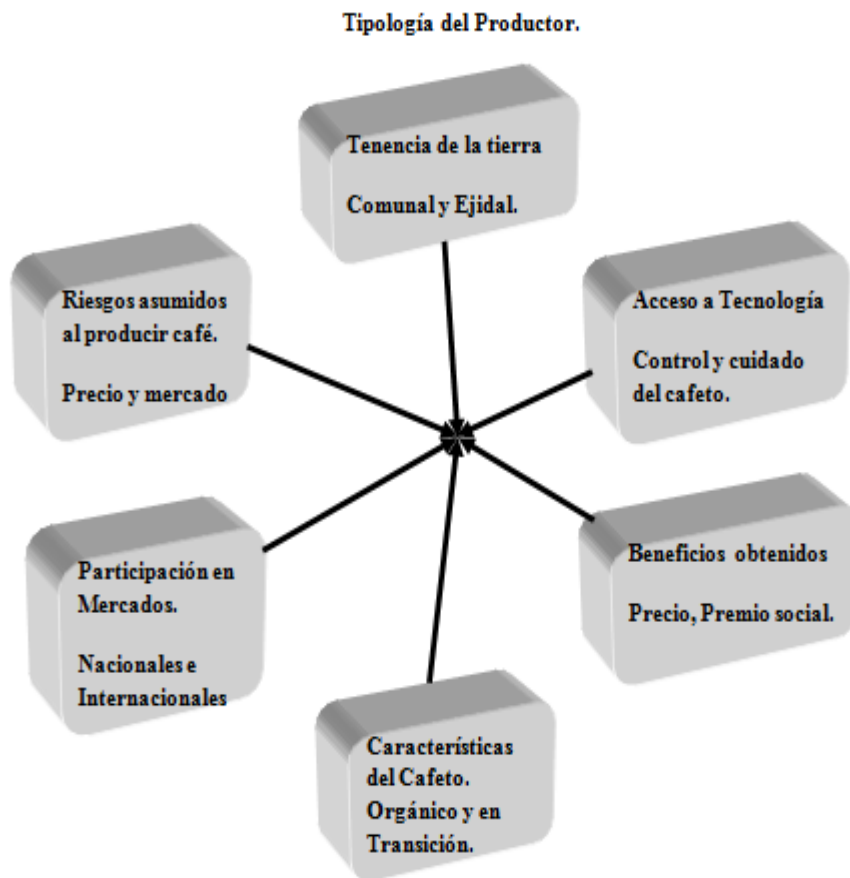 Tipología del Productor.
Tenencia de la tierra
Comunal y Ejidal.
Riesgos asumidos
al producir café.
Precio y mercado
Acceso a Tecnología
Control y cuidado
del cafeto.
Participación en
Mercados.
Nacionales e
Internacionales
Beneficios obtenidos
Precio, Premio social.
Características
del Cafeto.
Orgánico y en
Transición.